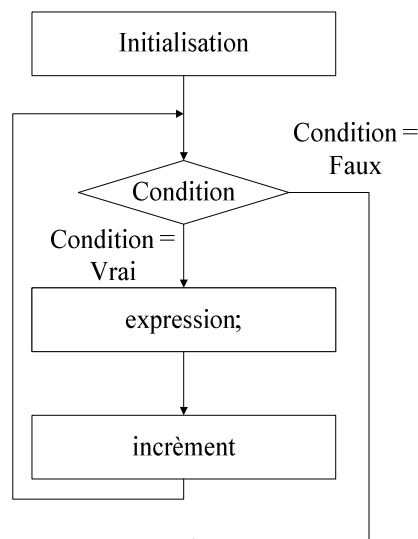 Initialisation
Condition =
Faux
Condition
Condition =
Vrai
expression;
incrèment